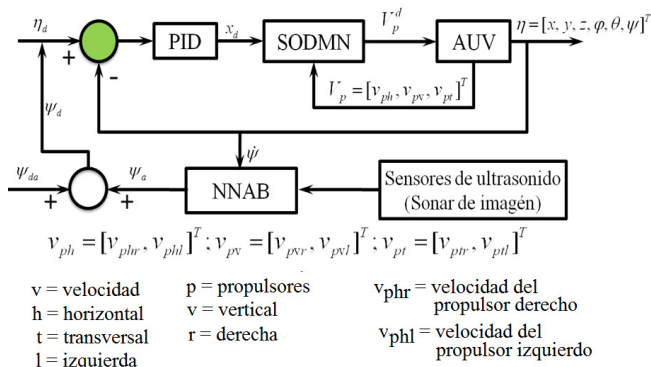 η_d
+
-
PID
x_d
SODMN
V_p^d
AUV
η = [x, y, z, φ, θ, ψ]^T
V_p = [v_ph, v_pv, v_pt]^T
ψ_d
ψ̇
ψ_da
+
+
ψ_a
NNAB
Sensores de ultrasonido
(Sonar de imagén)
v_ph = [v_phr, v_phl]^T ; v_pv = [v_pvr, v_pvl]^T ; v_pt = [v_ptr, v_ptl]^T
v = velocidad
h = horizontal
t = transversal
l = izquierda
p = propulsores
v = vertical
r = derecha
v_phr = velocidad del
propulsor derecho
v_phl = velocidad del
propulsor izquierdo